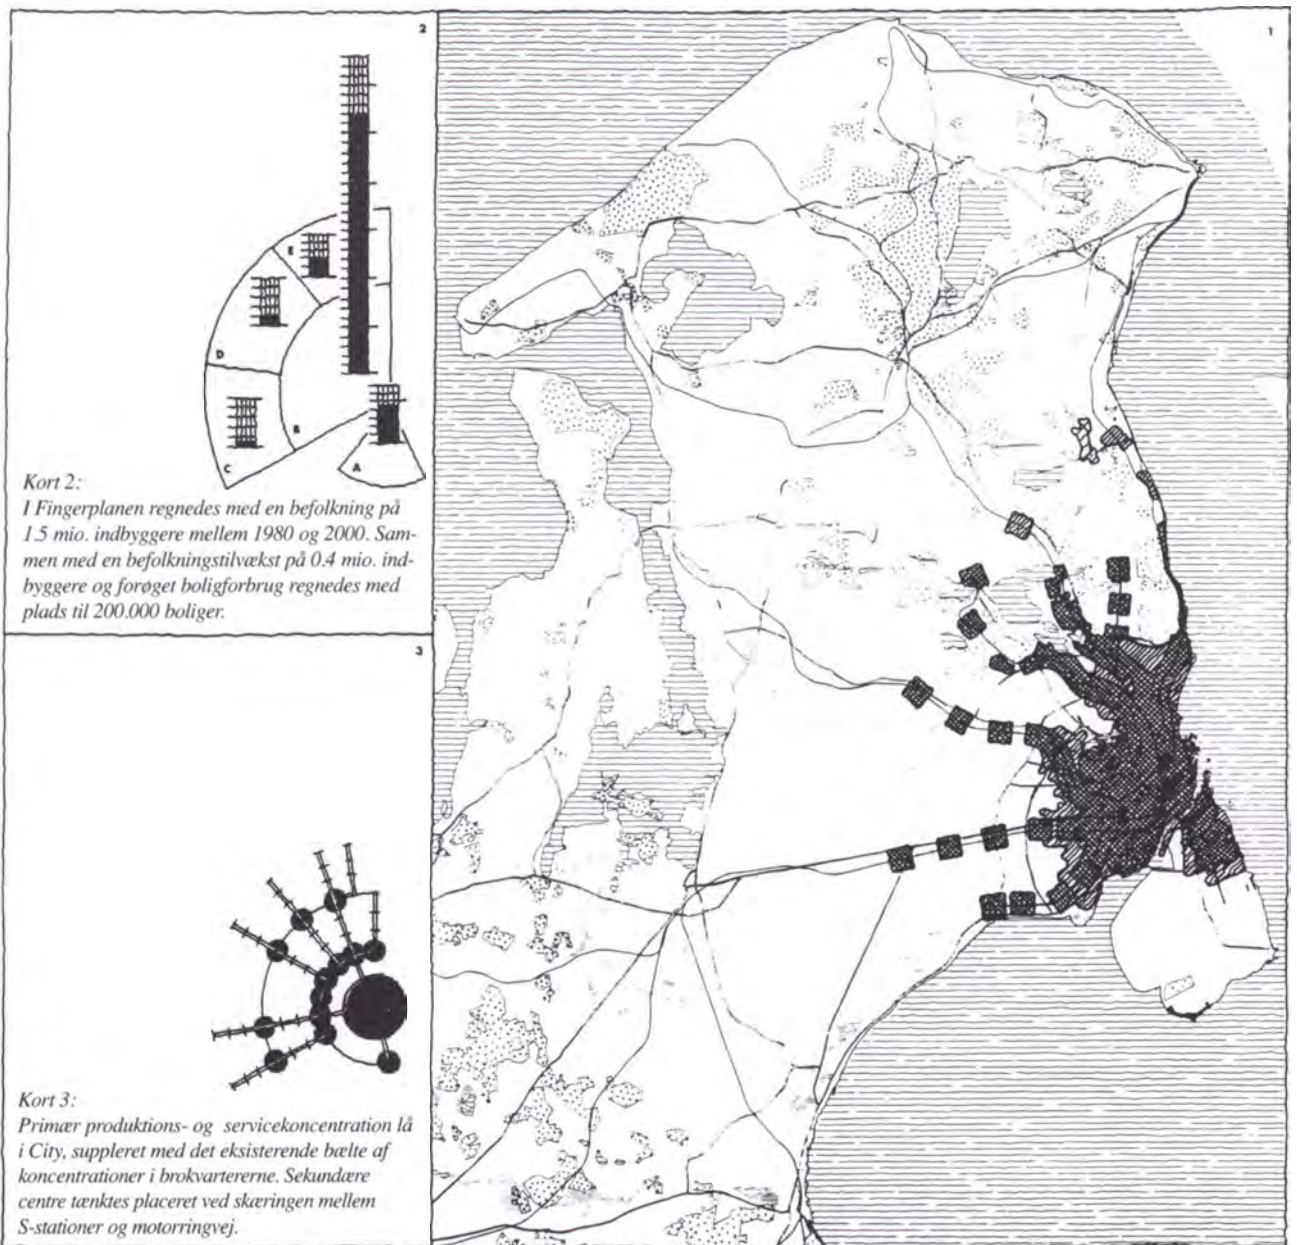 2
E
D
C
B
A
Kort 2:
I Fingerplanen regnedes med en befolkning på
1.5 mio. indbyggere mellem 1980 og 2000. Sam-
men med en befolkningstilvækst på 0.4 mio. ind-
byggere og forøget boligforbrug regnedes med
plads til 200.000 boliger.
3
Kort 3:
Primær produktions- og servicekoncentration lå
i City, suppleret med det eksisterende bælte af
koncentrationer i brokvartererne. Sekundære
centre tænktes placeret ved skæringen mellem
S-stationer og motorringvej.
1